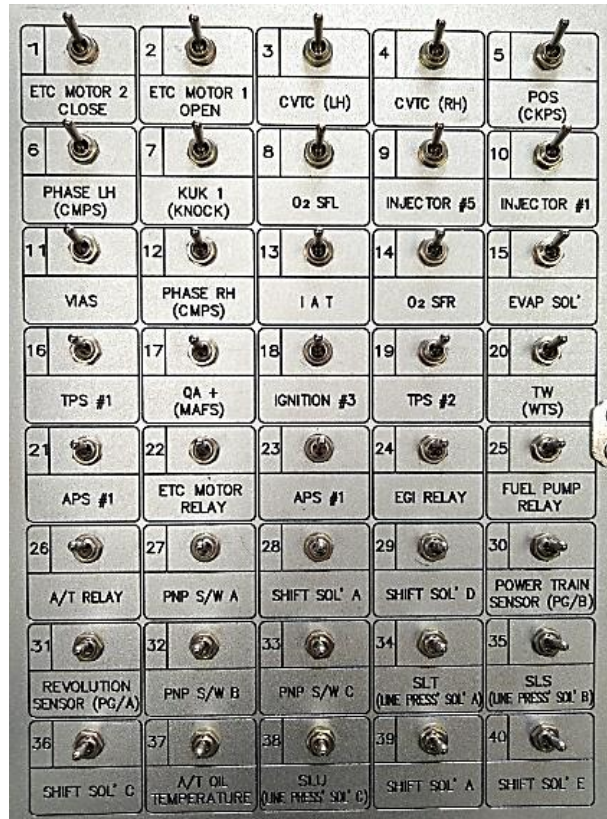 1
ETC MOTOR 2
CLOSE
2
ETC MOTOR 1
OPEN
3
CVTC (LH)
4
CVTC (RH)
5
POS
(CKPS)
6
PHASE LH
(CMPS)
7
KUK 1
(KNOCK)
8
O2 SFL
9
INJECTOR #5
10
INJECTOR #1
11
VIAS
12
PHASE RH
(CMPS)
13
I A T
14
O2 SFR
15
EVAP SOL'
16
TPS #1
17
QA +
(MAFS)
18
IGNITION #3
19
TPS #2
20
TW
(WTS)
21
APS #1
22
ETC MOTOR
RELAY
23
APS #1
24
EGI RELAY
25
FUEL PUMP
RELAY
26
A/T RELAY
27
PNP S/W A
28
SHIFT SOL' A
29
SHIFT SOL' D
30
POWER TRAIN
SENSOR (PG/B)
31
REVOLUTION
SENSOR (PG/A)
32
PNP S/W B
33
PNP S/W C
34
SLT
(LINE PRESS' SOL' A)
35
SLS
(LINE PRESS' SOL' B)
36
SHIFT SOL' C
37
A/T OIL
TEMPERATURE
38
SLU
(LINE PRESS' SOL' C)
39
SHIFT SOL' A
40
SHIFT SOL' E